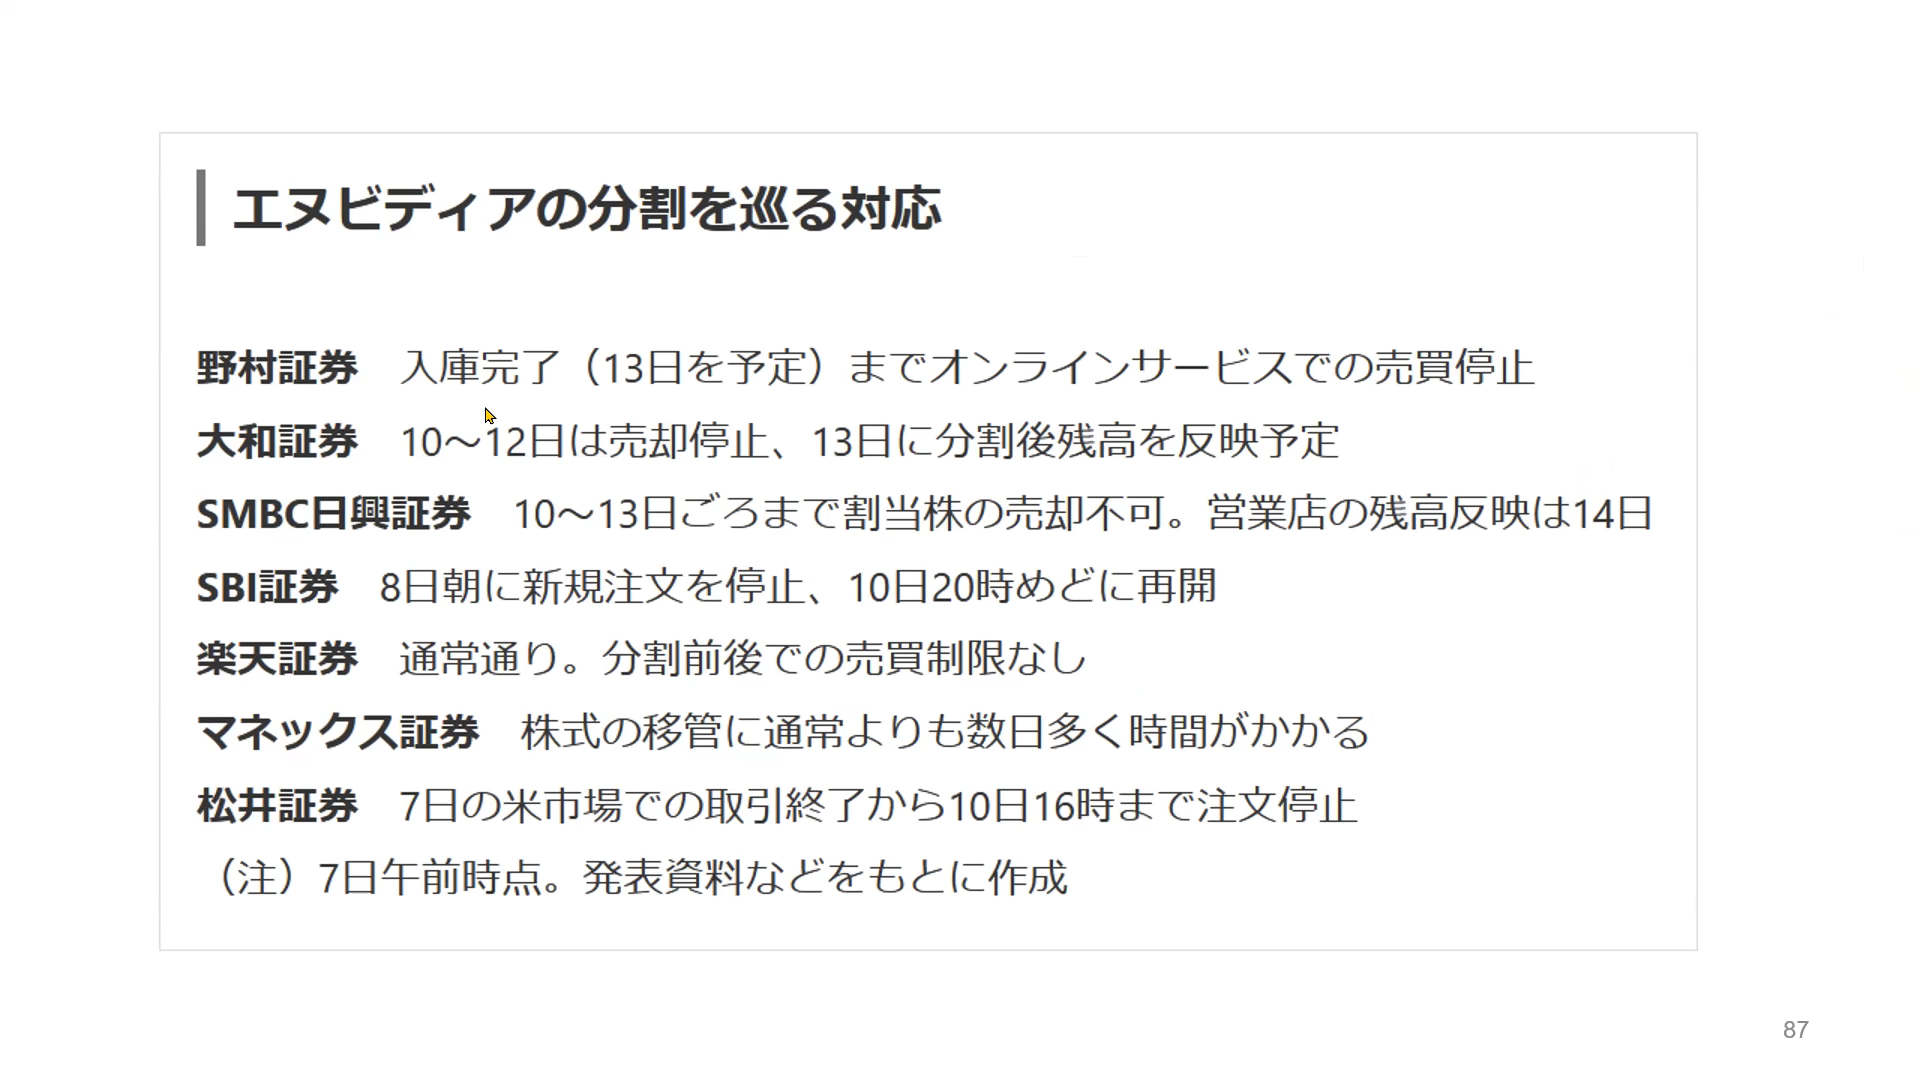 エヌビディアの分割を巡る対応
野村証券　入庫完了（13日を予定）までオンラインサービスでの売買停止
大和証券　10～12日は売却停止、13日に分割後残高を反映予定
SMBC日興証券　10～13日ごろまで割当株の売却不可。営業店の残高反映は14日
SBI証券　8日朝に新規注文を停止、10日20時めどに再開
楽天証券　通常通り。分割前後での売買制限なし
マネックス証券　株式の移管に通常よりも数日多く時間がかかる
松井証券　7日の米市場での取引終了から10日16時まで注文停止
（注）7日午前時点。発表資料などをもとに作成
87